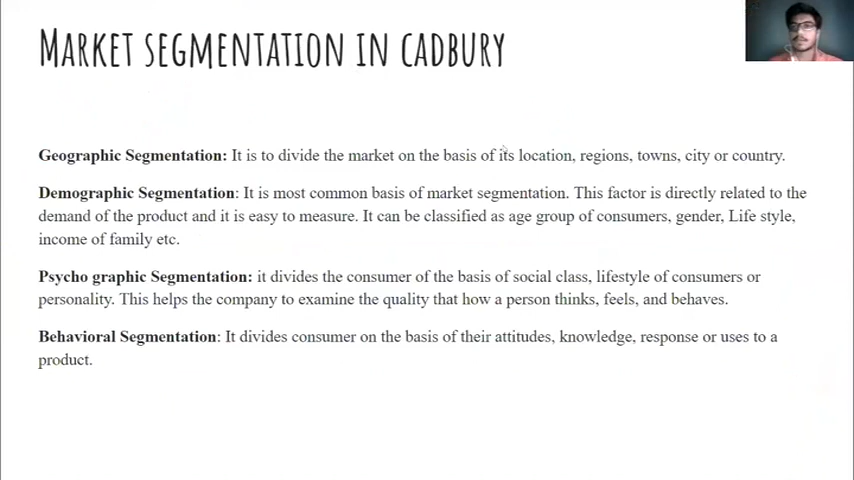 Market segmentation in cadbury
Geographic Segmentation: It is to divide the market on the basis of its location, regions, towns, city or country.
Demographic Segmentation: It is most common basis of market segmentation. This factor is directly related to the
demand of the product and it is easy to measure. It can be classified as age group of consumers, gender, Life style,
income of family etc.
Psycho graphic Segmentation: it divides the consumer of the basis of social class, lifestyle of consumers or
personality. This helps the company to examine the quality that how a person thinks, feels, and behaves.
Behavioral Segmentation: It divides consumer on the basis of their attitudes, knowledge, response or uses to a
product.